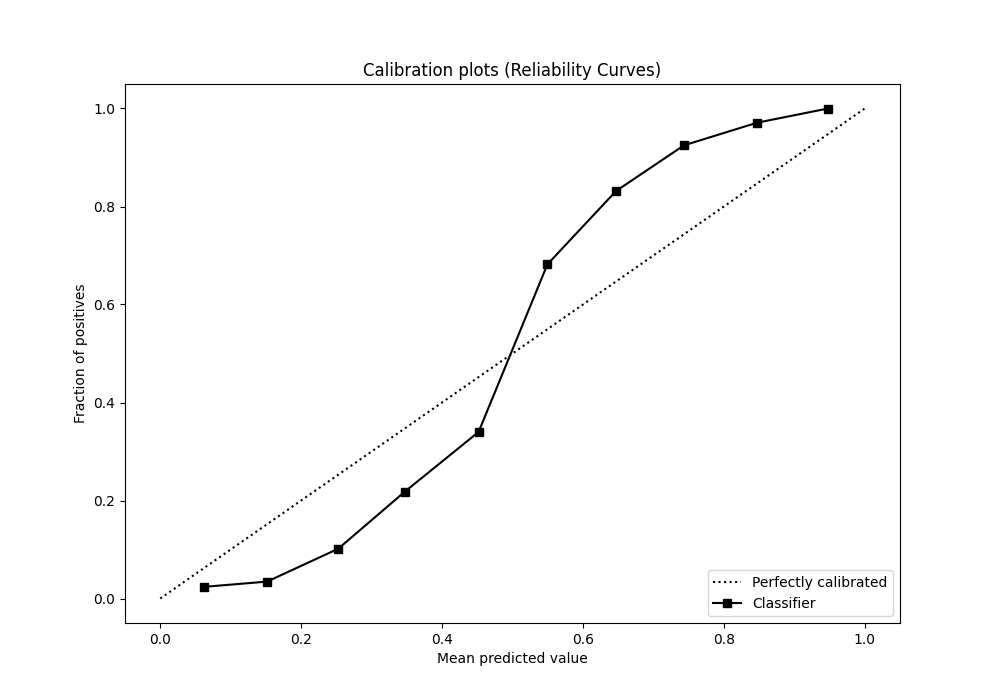 Calibration plots (Reliability Curves)
1.0
0.8
0.6
0.4
0.2
0.0
Fraction of positives
Perfectly calibrated
Classifier
0.0 0.2 0.4 0.6 0.8 1.0
Mean predicted value